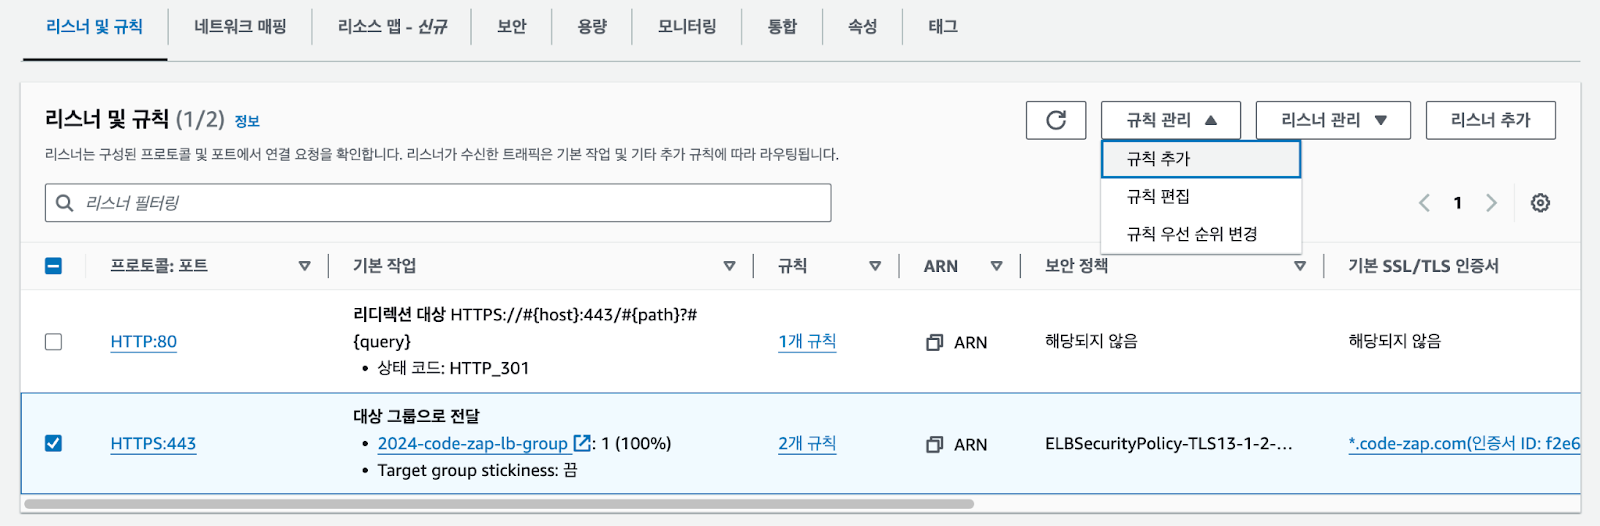 리스너 및 규칙 네트워크 매핑 리소스 맵 - 신규 보안 용량 모니터링 통합 속성 태그
리스너 및 규칙 (1/2) 정보
규칙 관리 리스너 관리 리스너 추가
리스너는 구성된 프로토콜 및 포트에서 연결 요청을 확인합니다. 리스너가 수신한 트래픽은 기본 작업 및 기타 추가 규칙에 따라 라우팅됩니다.
규칙 추가
규칙 편집
규칙 우선 순위 변경
리스너 필터링
1
프로토콜: 포트 기본 작업 규칙 ARN 보안 정책 기본 SSL/TLS 인증서
리디렉션 대상 HTTPS://#{host}:443/#{path}?#
HTTP:80 {query} 1개 규칙 ARN 해당되지 않음 해당되지 않음
• 상태 코드: HTTP_301
대상 그룹으로 전달
HTTPS:443 • 2024-code-zap-lb-group : 1 (100%) 2개 규칙 ARN ELBSecurityPolicy-TLS13-1-2-... *.code-zap.com(인증서 ID: f2e6
• Target group stickiness: 끔